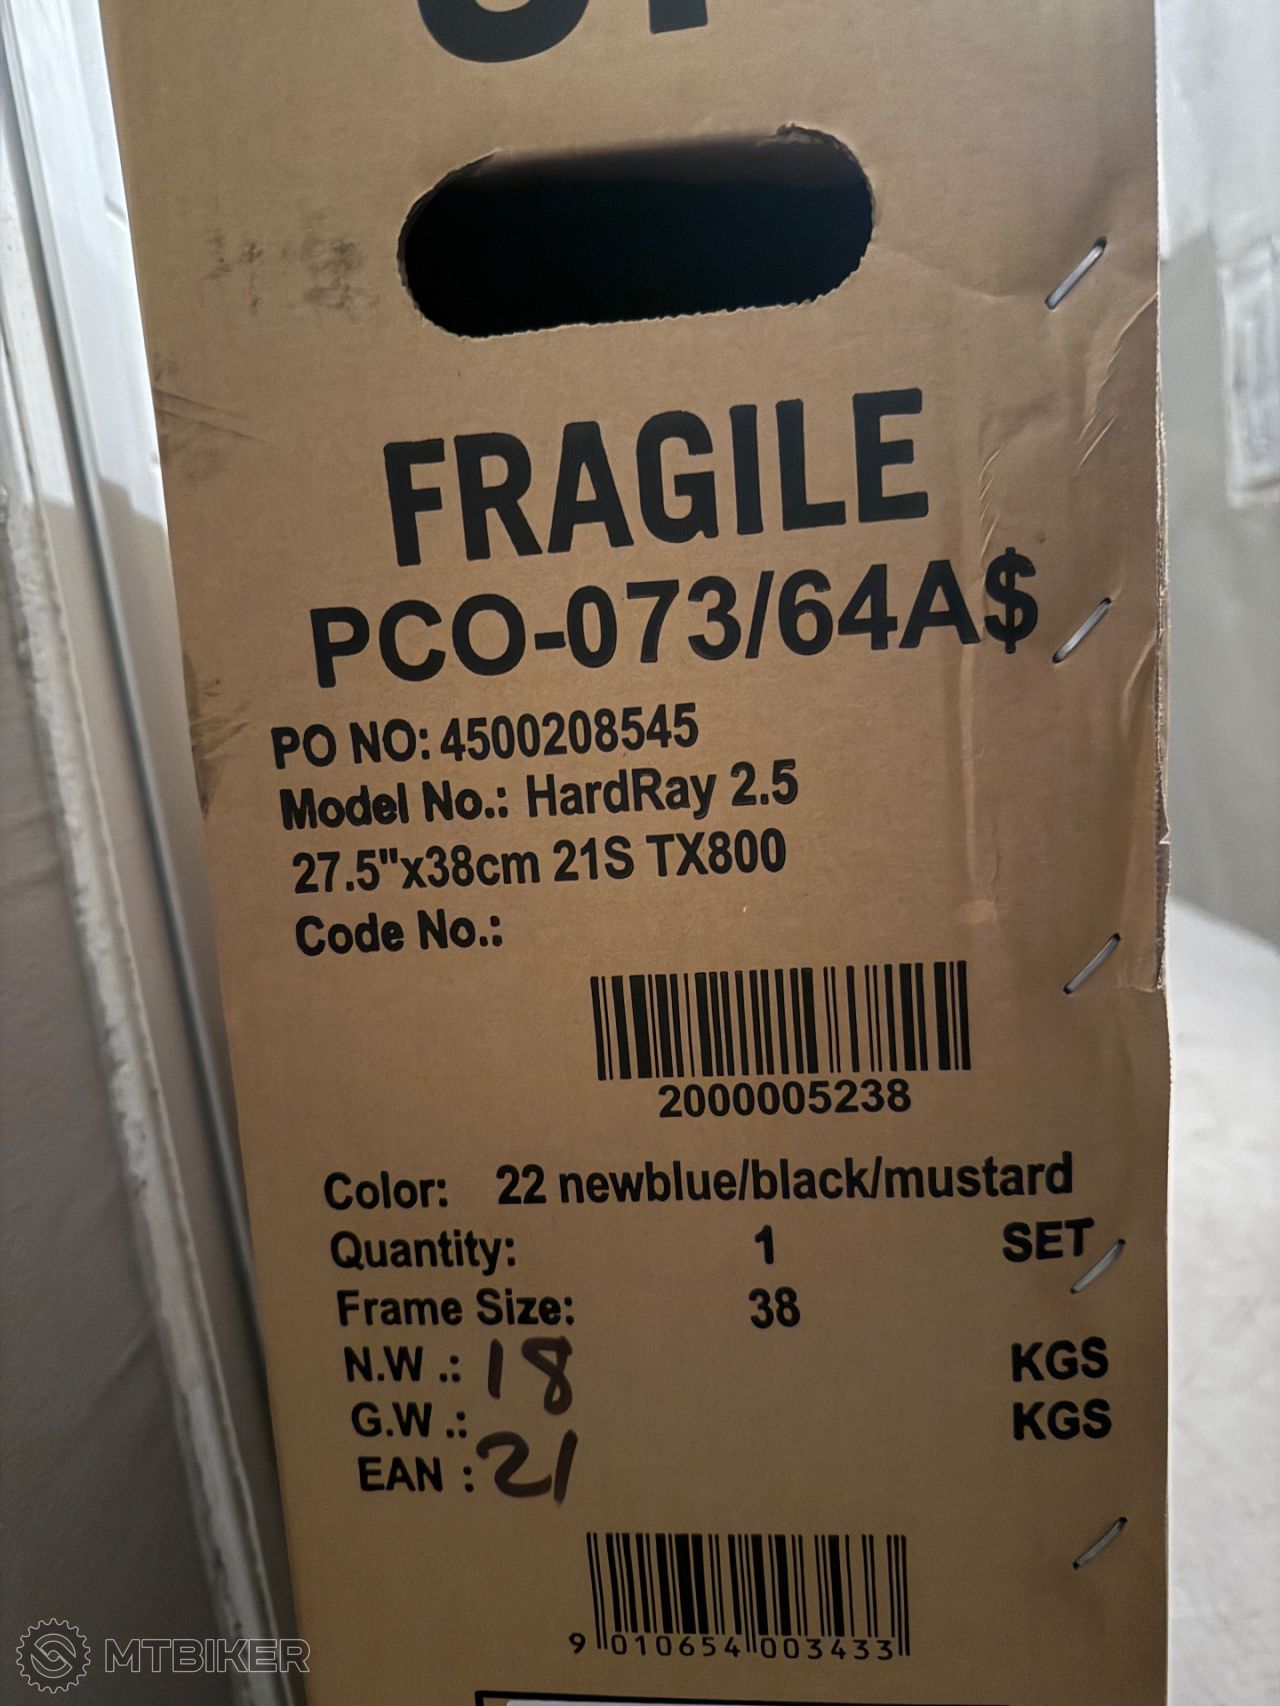 FRAGILE
PCO-073/64A$
PO NO: 4500208545
Model No.: HardRay 2.5
27.5"x38cm 21S TX800
Code No.:
2000005238
Color: 22 newblue/black/mustard
Quantity: 1 SET
Frame Size: 38
N.W .: 18 KGS
G.W .: KGS
EAN : 21
9 010654 003433
MTBIKER